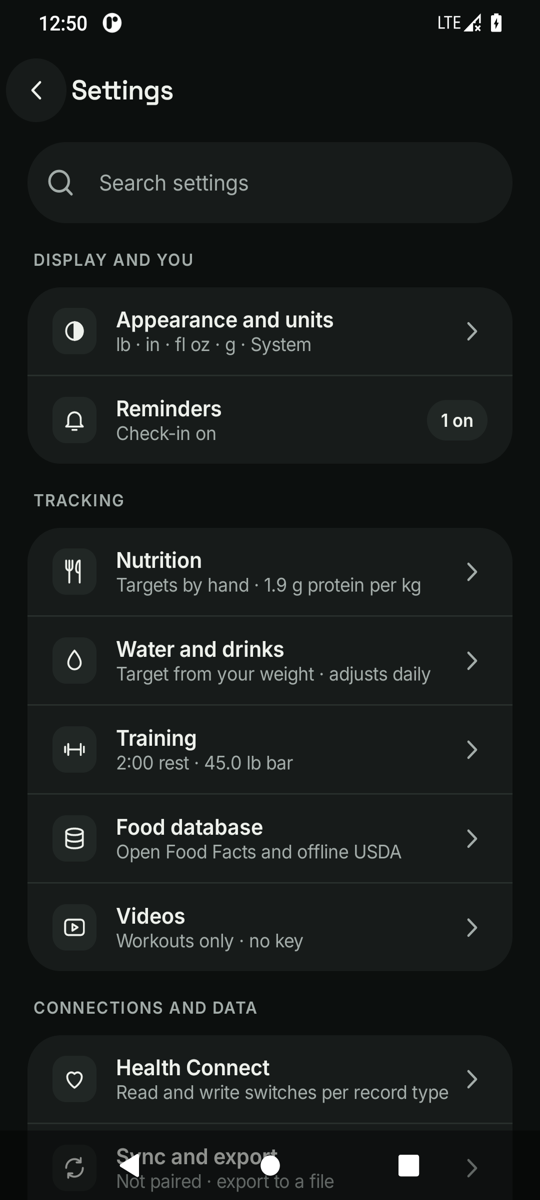 12:50
LTE
Settings
Search settings
DISPLAY AND YOU
Appearance and units
lb · in · fl oz · g · System
Reminders
Check-in on
1 on
TRACKING
Nutrition
Targets by hand · 1.9 g protein per kg
Water and drinks
Target from your weight · adjusts daily
Training
2:00 rest · 45.0 lb bar
Food database
Open Food Facts and offline USDA
Videos
Workouts only · no key
CONNECTIONS AND DATA
Health Connect
Read and write switches per record type
Sync and export
Not paired · export to a file